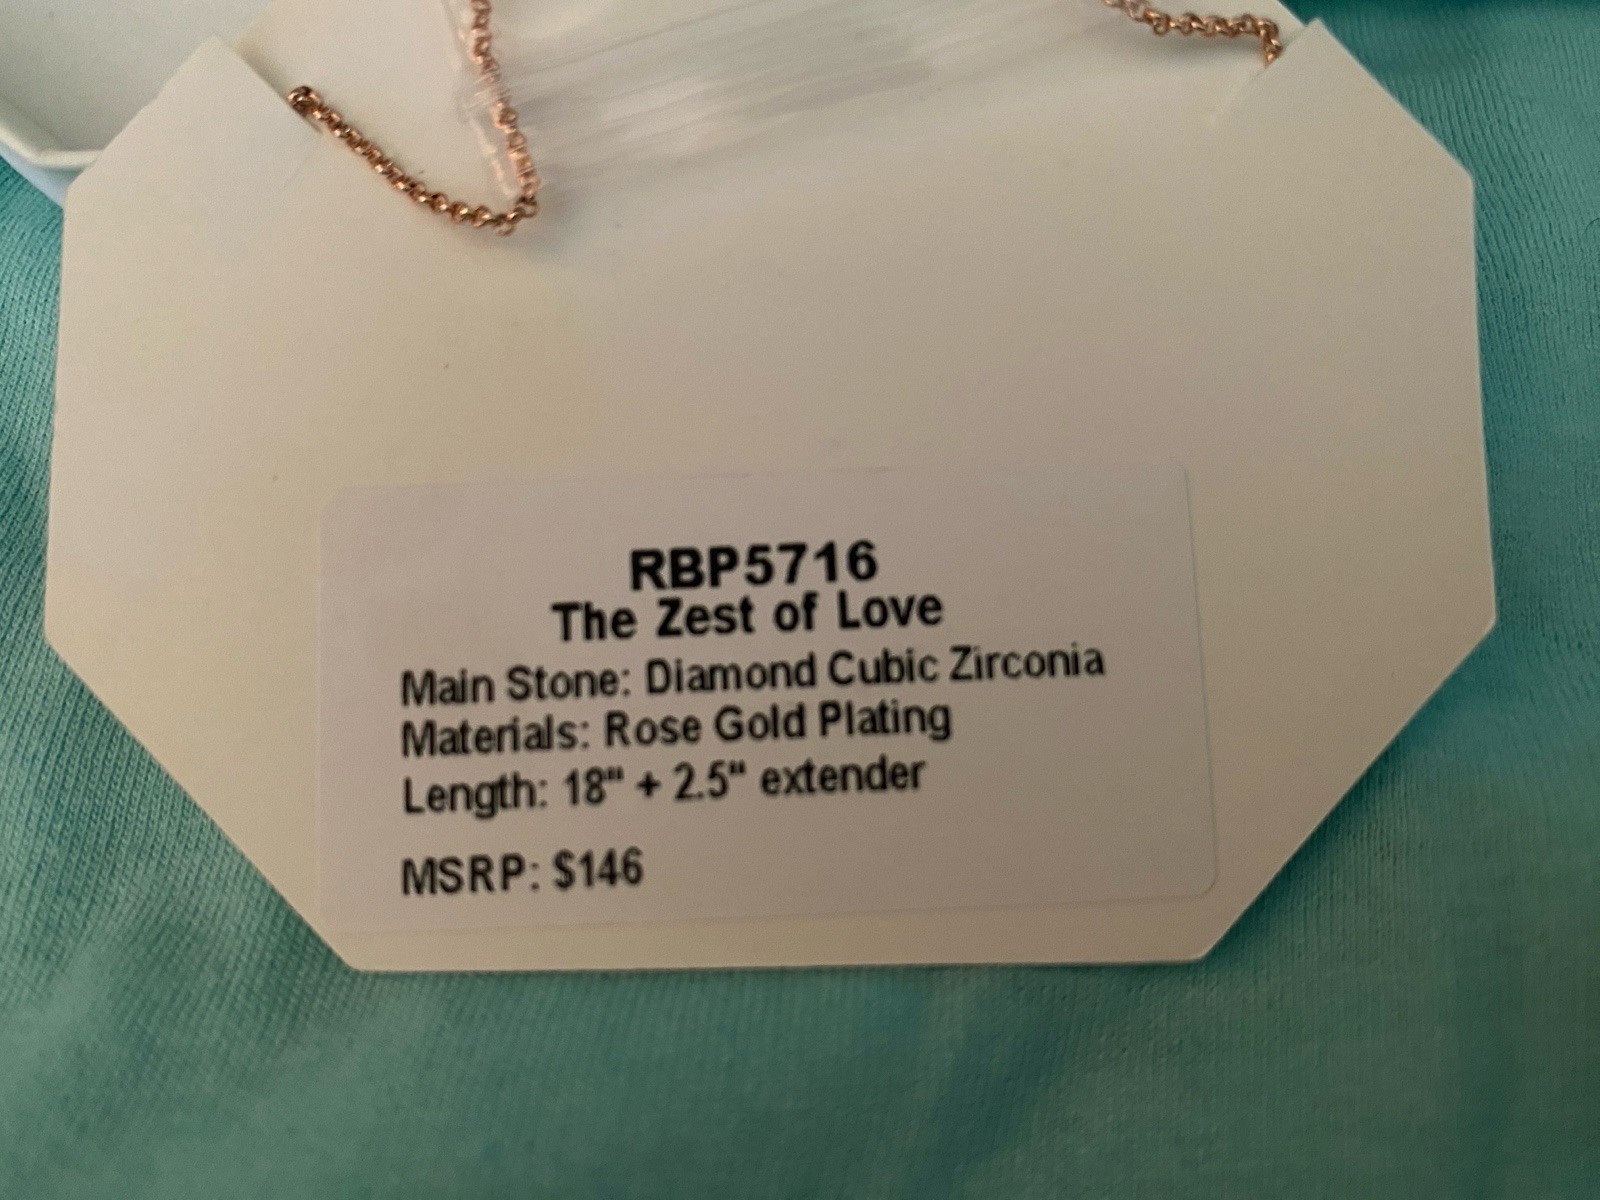 RBP5716
The Zest of Love
Main Stone: Diamond Cubic Zirconia
Materials: Rose Gold Plating
Length: 18" + 2.5" extender
MSRP: $146